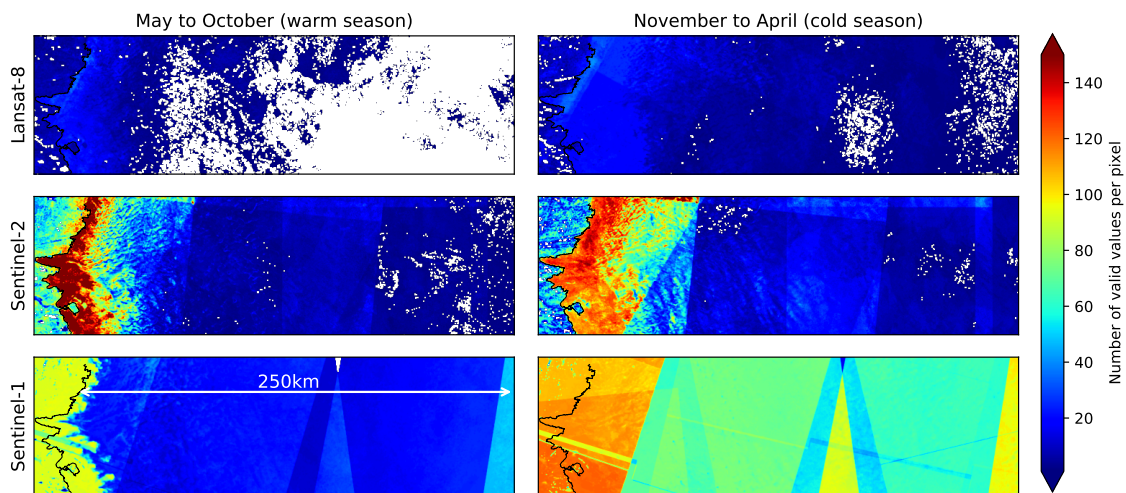 May to October (warm season)
November to April (cold season)
Lansat-8
Sentinel-2
Sentinel-1
250km
140
120
100
80
60
40
20
Number of valid values per pixel